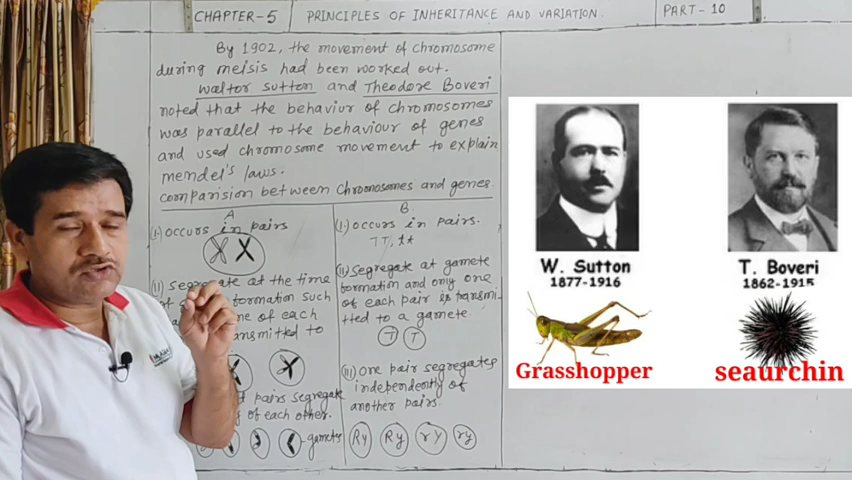 CHAPTER-5
PRINCIPLES OF INHERITANCE AND VARIATION
PART-10
By 1902, the movement of chromosome
during meisis had been worked out.
Waltor Sutton and Theodore Boveri
noted that the behaviur of chromosomes
was parallel to the behaviour of genes
and used chromosome movement to explain
mendel's laws.
comparision between Chromosomes and genes
A
(I) occurs in pairs
(II) Segregate at the time
formation such
one of each
transmitted to
pairs segregate
of each other.
gametes
B.
(I) occurs in pairs.
TT, tt
(II) Segregate at gamete
formation and only one
of each pair is transmi-
tted to a gamete.
T T
(III) One pair segregates
independently of
another pairs.
Ry Ry rY ry
W. Sutton
1877-1916
Grasshopper
T. Boveri
1862-1915
seaurchin